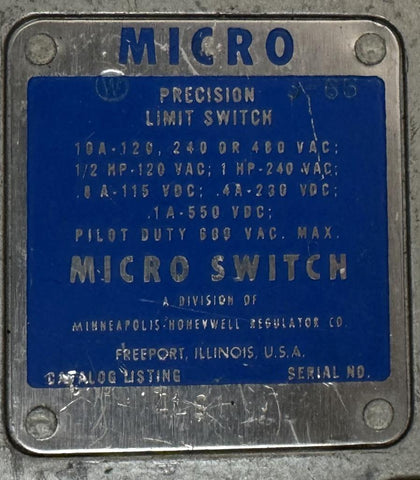 MICRO
PRECISION
LIMIT SWITCH
10A-120, 240 OR 480 VAC;
1/2 HP-120 VAC; 1 HP-240 VAC;
.8 A-115 VDC; .4A-230 VDC;
.1A-550 VDC;
PILOT DUTY 600 VAC. MAX.
MICRO SWITCH
A DIVISION OF
MINNEAPOLIS-HONEYWELL REGULATOR CO.
FREEPORT, ILLINOIS, U.S.A.
CATALOG LISTING SERIAL NO.